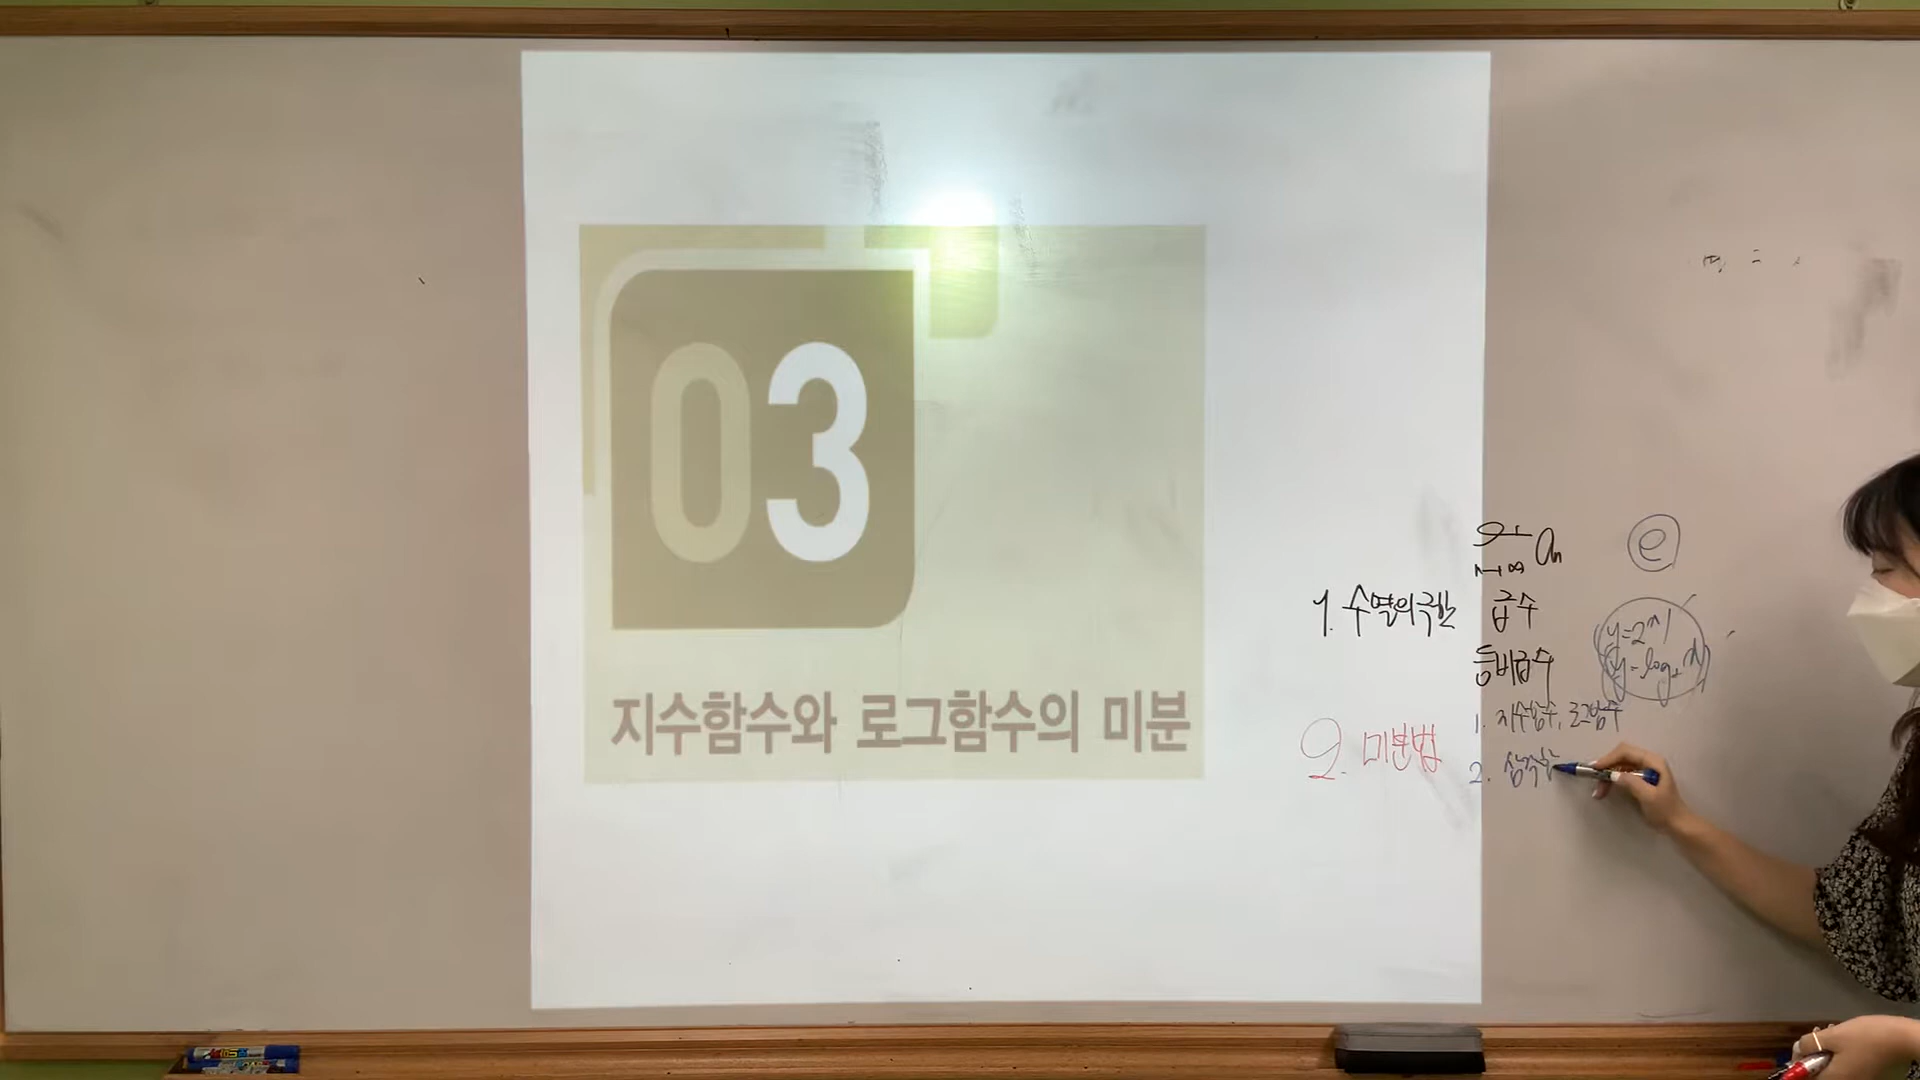 03
지수함수와 로그함수의 미분
lim n→∞ an
e
1. 수열의 극한 급수
등비급수
y=2^x
y=log₂x
2. 미분법
1. 지수함수, 로그함수
2. 삼각함